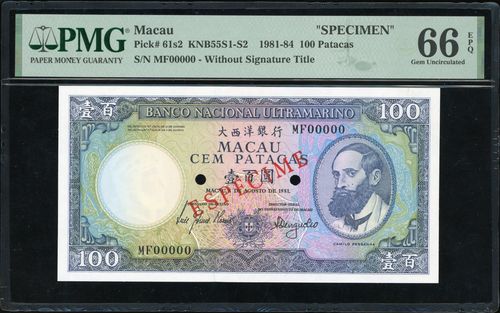 PMG
PAPER MONEY GUARANTY
Macau "SPECIMEN"
Pick# 61s2 KNB55S1-S2 1981-84 100 Patacas
S/N MF00000 - Without Signature Title
66 EPQ
Gem Uncirculated
壹百 BANCO NACIONAL ULTRAMARINO 100
大西洋銀行 MF00000
MACAU
CEM PATACAS
壹百圓
MACAU, 8 DE AGOSTO DE 1981.
ESPÉCIME
MF00000
CAMILO PESSANHA
100 壹百